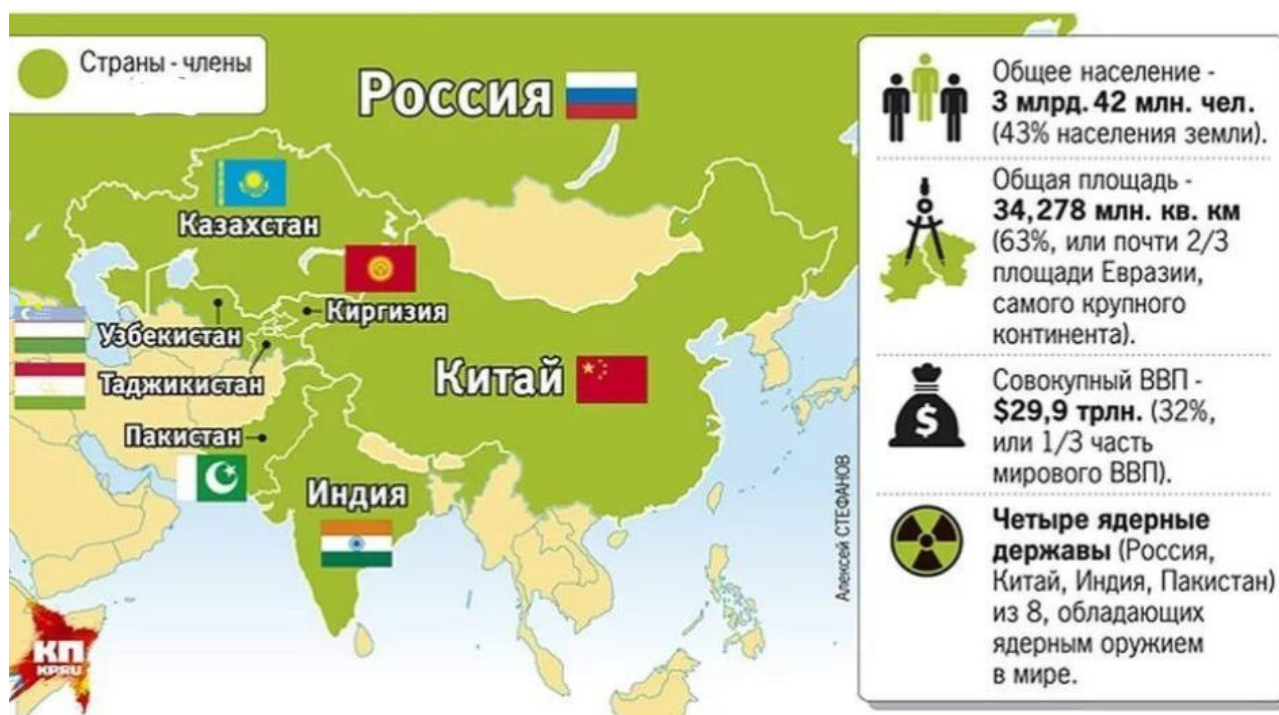 Страны - члены
Россия
Казахстан
Киргизия
Узбекистан
Таджикистан
Китай
Пакистан
Индия
Общее население -
3 млрд. 42 млн. чел.
(43% населения земли).
Общая площадь -
34,278 млн. кв. км
(63%, или почти 2/3
площади Евразии,
самого крупного
континента).
Совокупный ВВП -
$29,9 трлн. (32%,
или 1/3 часть
мирового ВВП).
Четыре ядерные
державы (Россия,
Китай, Индия, Пакистан)
из 8, обладающих
ядерным оружием
в мире.
$
Алексей СТЕФАНОВ
КП
KP.RU